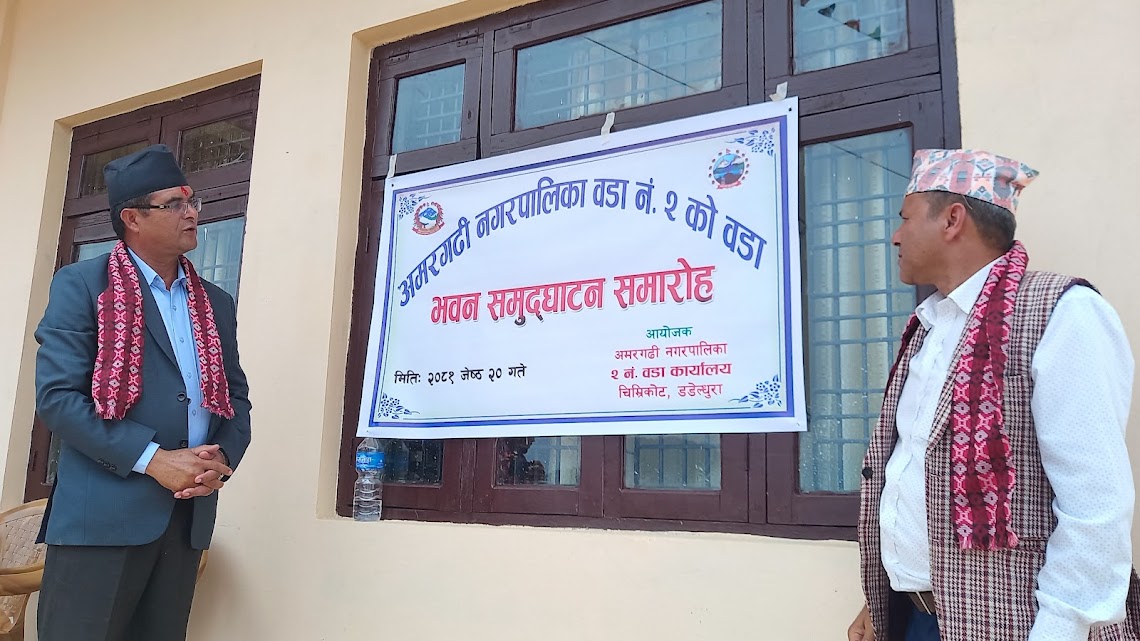 अमरगढी नगरपालिका वडा नं. २ को वडा
भवन समुद्घाटन समारोह
आयोजक
अमरगढी नगरपालिका
२ नं. वडा कार्यालय
चिम्रिकोट, डडेल्धुरा
मितिः २०८१ जेष्ठ २० गते